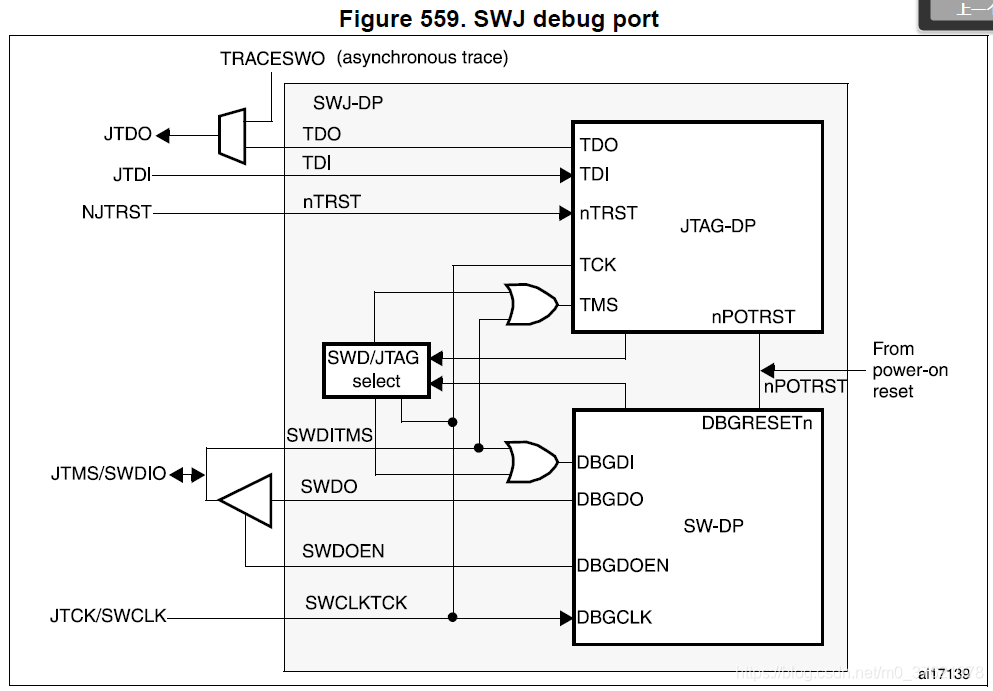 上一
Figure 559. SWJ debug port
TRACESWO (asynchronous trace)
SWJ-DP
JTDO
TDO
TDO
JTDI
TDI
TDI
NJTRST
nTRST
nTRST
JTAG-DP
TCK
TMS
nPOTRST
SWD/JTAG
select
From
power-on
reset
nPOTRST
DBGRESETn
SWDITMS
DBGDI
JTMS/SWDIO
SWDO
DBGDO
SW-DP
SWDOEN
DBGDOEN
JTCK/SWCLK
SWCLKTCK
DBGCLK
ai17139